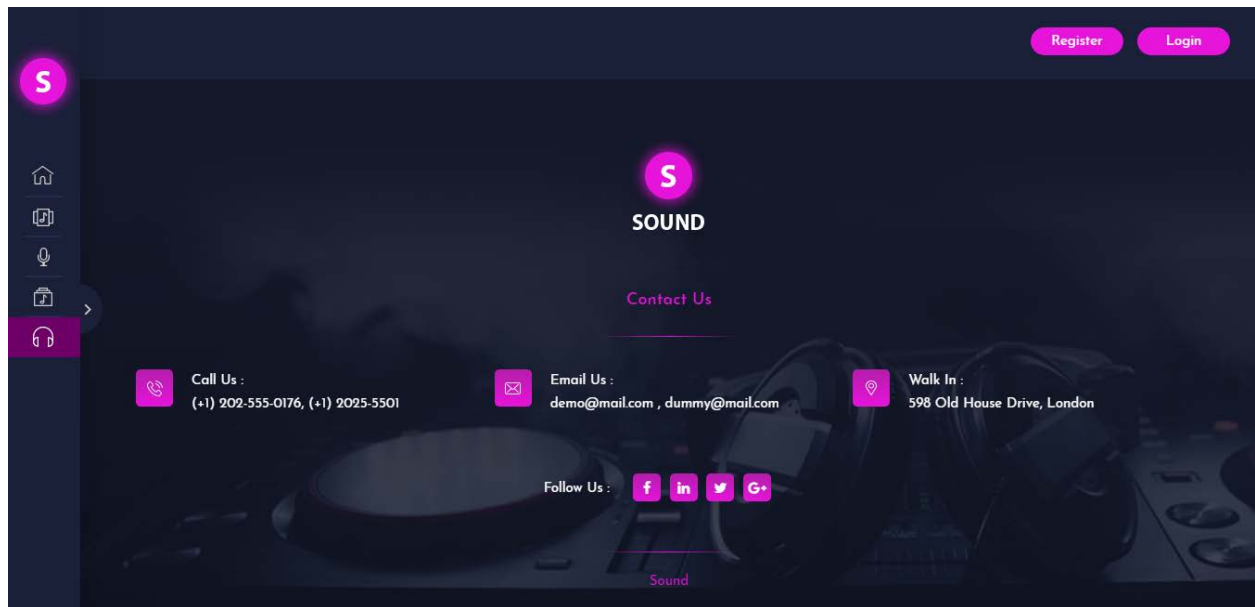 Register Login
S
S
SOUND
Contact Us
Call Us :
(+1) 202-555-0176, (+1) 2025-5501
Email Us :
demo@mail.com , dummy@mail.com
Walk In :
598 Old House Drive, London
Follow Us : f in G+
Sound